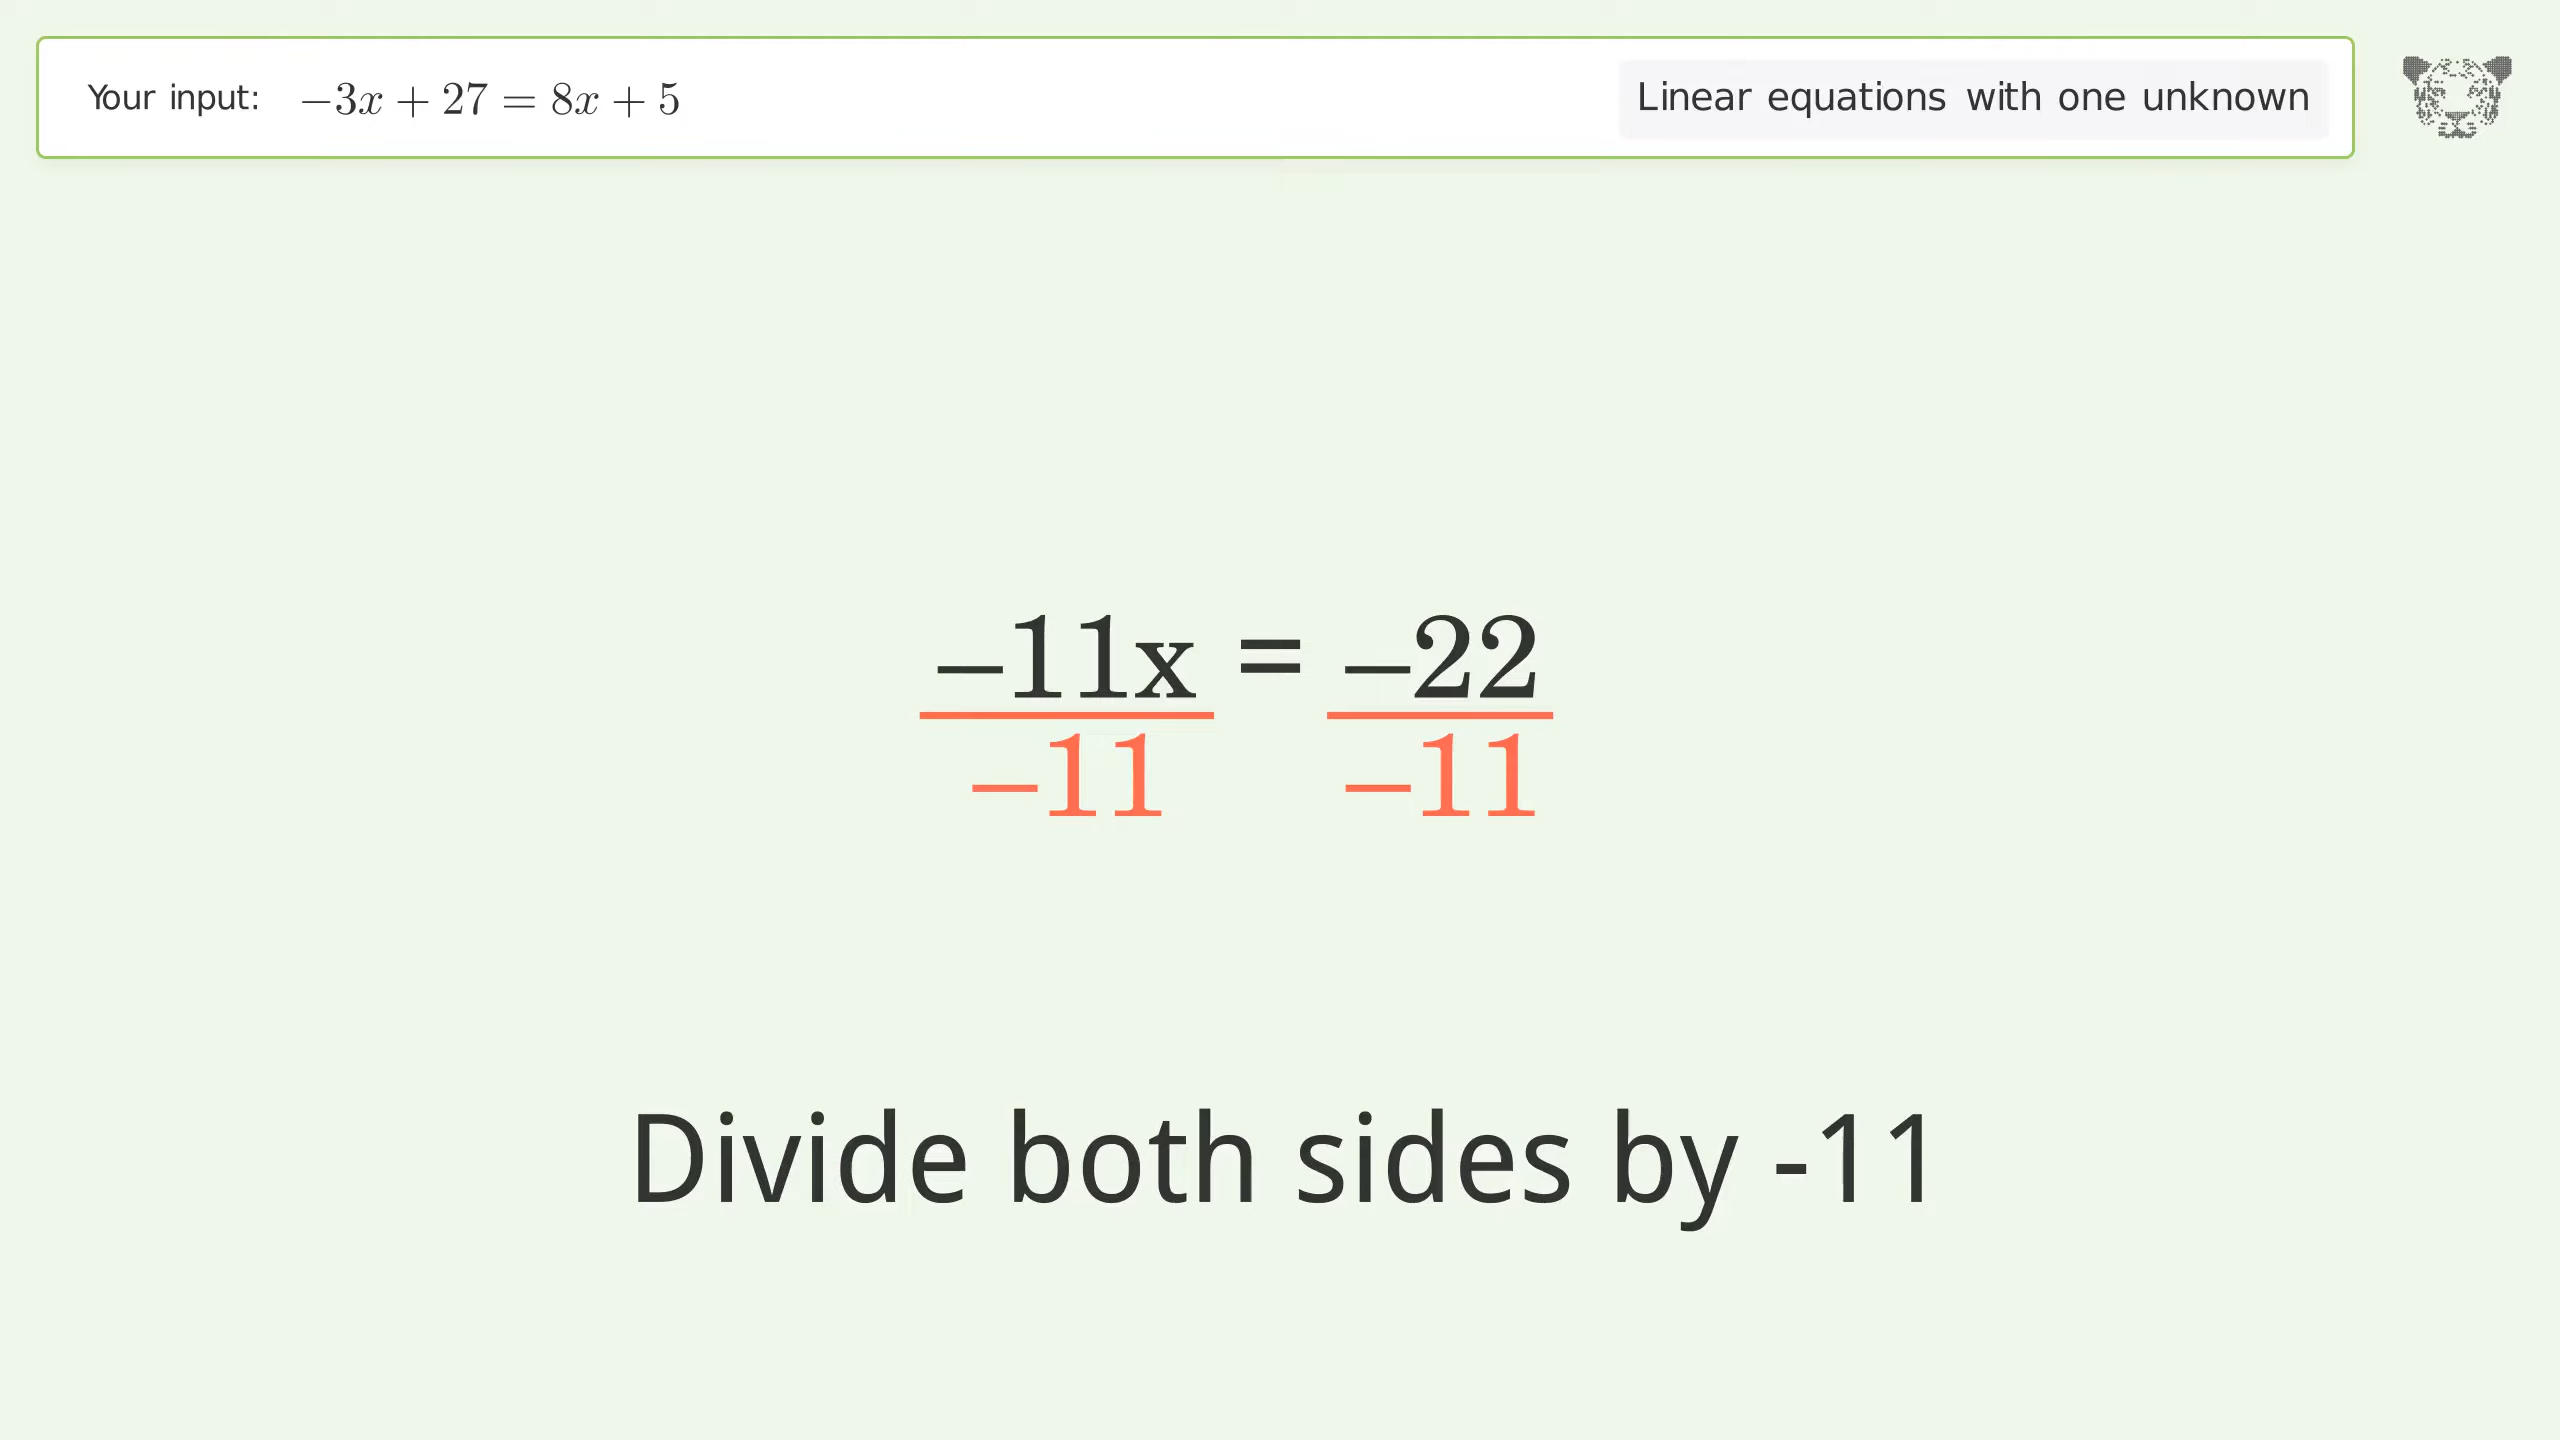 Your input: −3x + 27 = 8x + 5
Linear equations with one unknown
−11x = −22
−11 −11
Divide both sides by -11